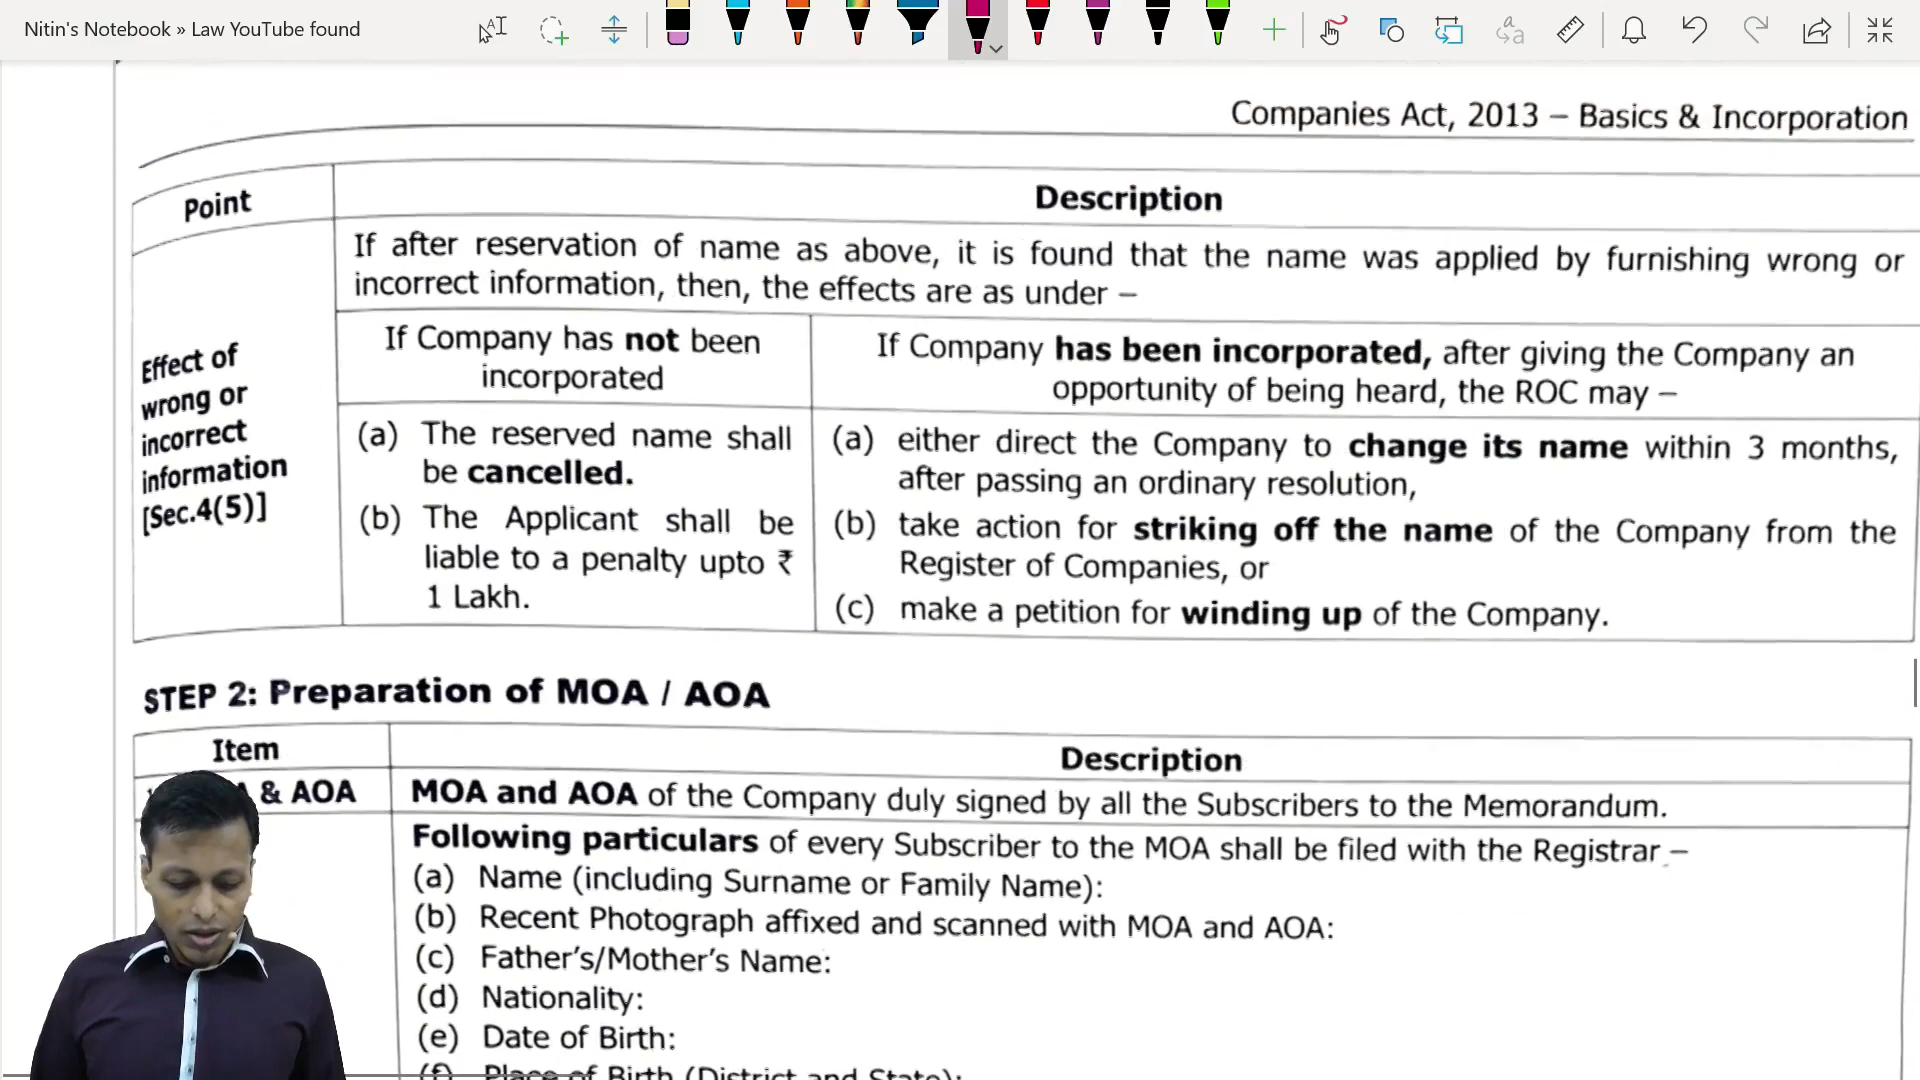 Nitin's Notebook » Law YouTube found
Companies Act, 2013 – Basics & Incorporation
Point
Description
If after reservation of name as above, it is found that the name was applied by furnishing wrong or
incorrect information, then, the effects are as under –
Effect of
wrong or
incorrect
information
[Sec.4(5)]
If Company has not been
incorporated
If Company has been incorporated, after giving the Company an
opportunity of being heard, the ROC may –
(a) The reserved name shall
be cancelled.
(b) The Applicant shall be
liable to a penalty upto ₹
1 Lakh.
(a) either direct the Company to change its name within 3 months,
after passing an ordinary resolution,
(b) take action for striking off the name of the Company from the
Register of Companies, or
(c) make a petition for winding up of the Company.
STEP 2: Preparation of MOA / AOA
Item
Description
& AOA
MOA and AOA of the Company duly signed by all the Subscribers to the Memorandum.
Following particulars of every Subscriber to the MOA shall be filed with the Registrar –
(a) Name (including Surname or Family Name):
(b) Recent Photograph affixed and scanned with MOA and AOA:
(c) Father's/Mother's Name:
(d) Nationality:
(e) Date of Birth:
(f) Place of Birth (District and State):